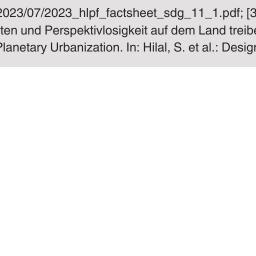 2023/07/2023_hlpf_factsheet_sdg_11_1.pdf; [3
ten und Perspektivlosigkeit auf dem Land treibe
Planetary Urbanization. In: Hilal, S. et al.: Design